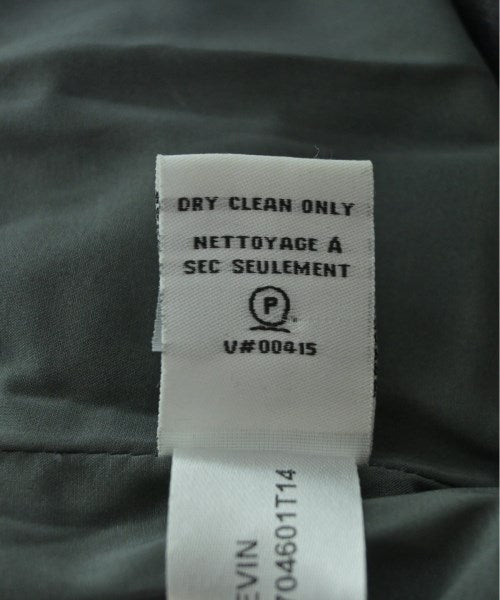 DRY CLEAN ONLY
NETTOYAGE À
SEC SEULEMENT
P
V#00415
EVIN
704601T14